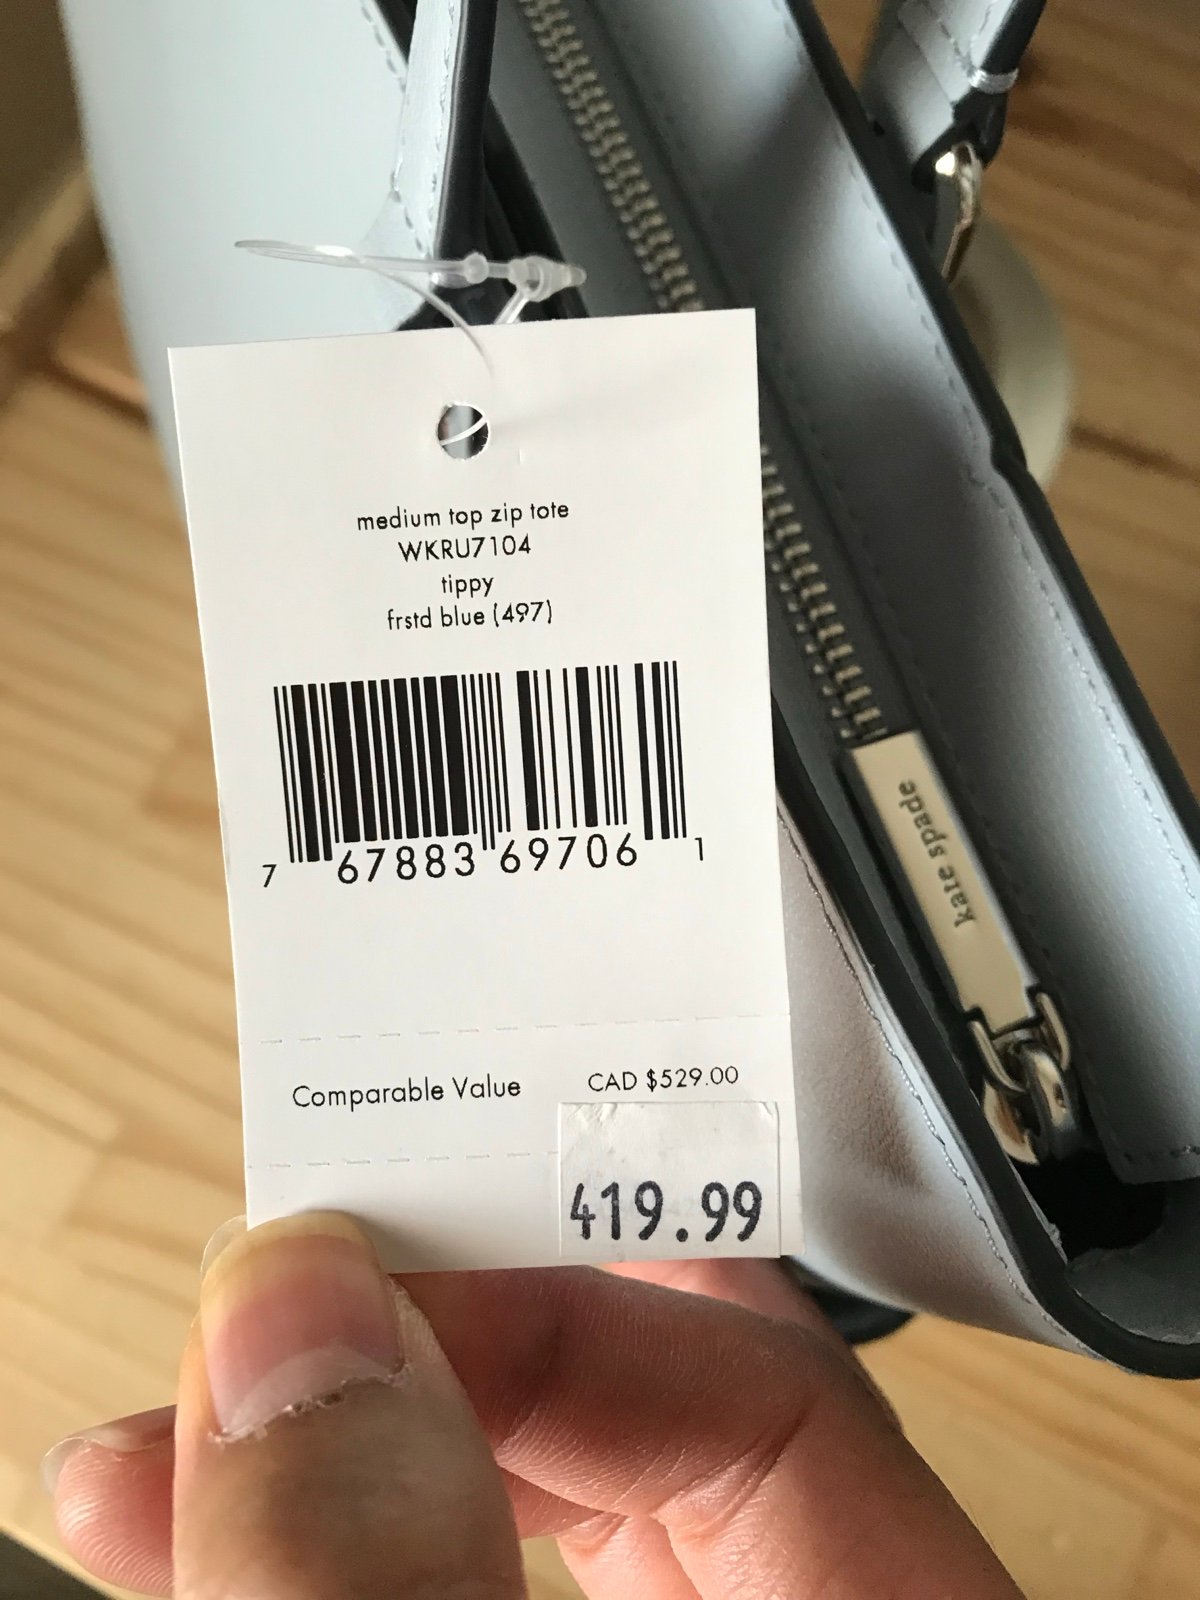 medium top zip tote
WKRU7104
tippy
frstd blue (497)
7 67883 69706 1
Comparable Value CAD $529.00
419.99
kate spade